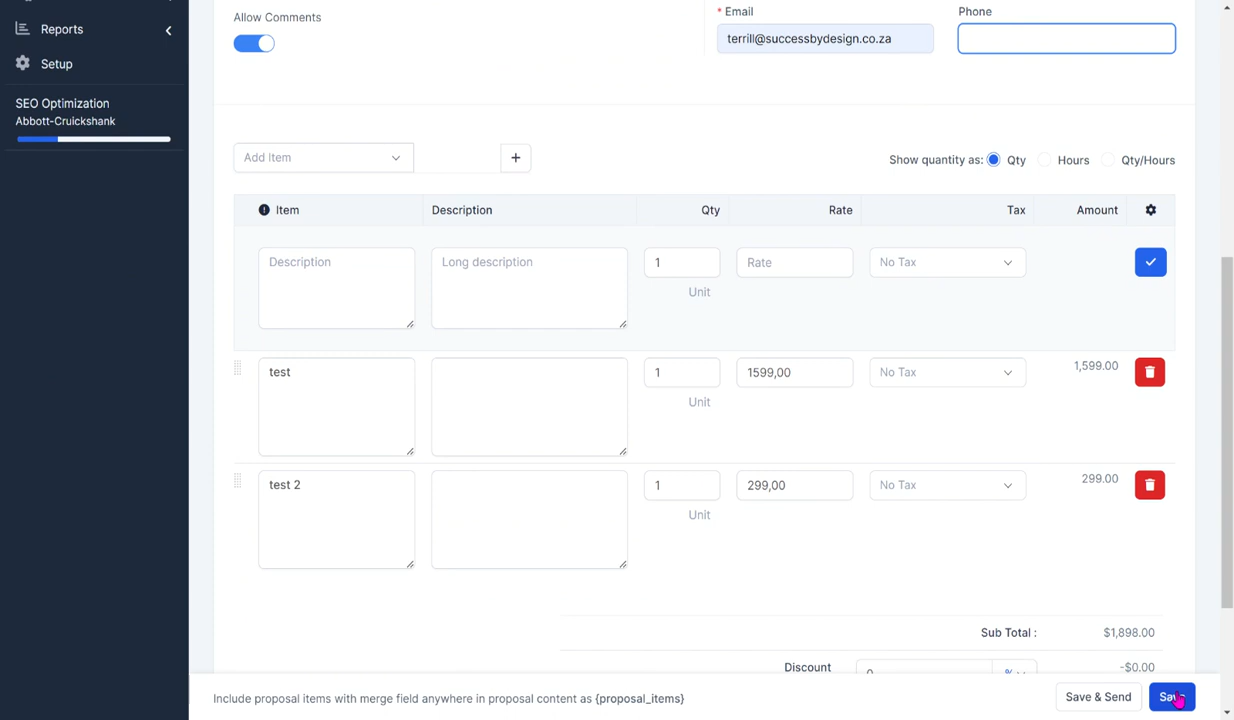 Allow Comments
* Email
Phone
Reports
terrill@successbydesign.co.za
Setup
SEO Optimization
Abbott-Cruickshank
Add Item
+
Show quantity as:
Qty
Hours
Qty/Hours
Item
Description
Qty
Rate
Tax
Amount
Description
Long description
1
Rate
No Tax
Unit
test
1
1599,00
No Tax
1,599.00
Unit
test 2
1
299,00
No Tax
299.00
Unit
Sub Total :
$1,898.00
Discount
0
%
-$0.00
Include proposal items with merge field anywhere in proposal content as {proposal_items}
Save & Send
Save